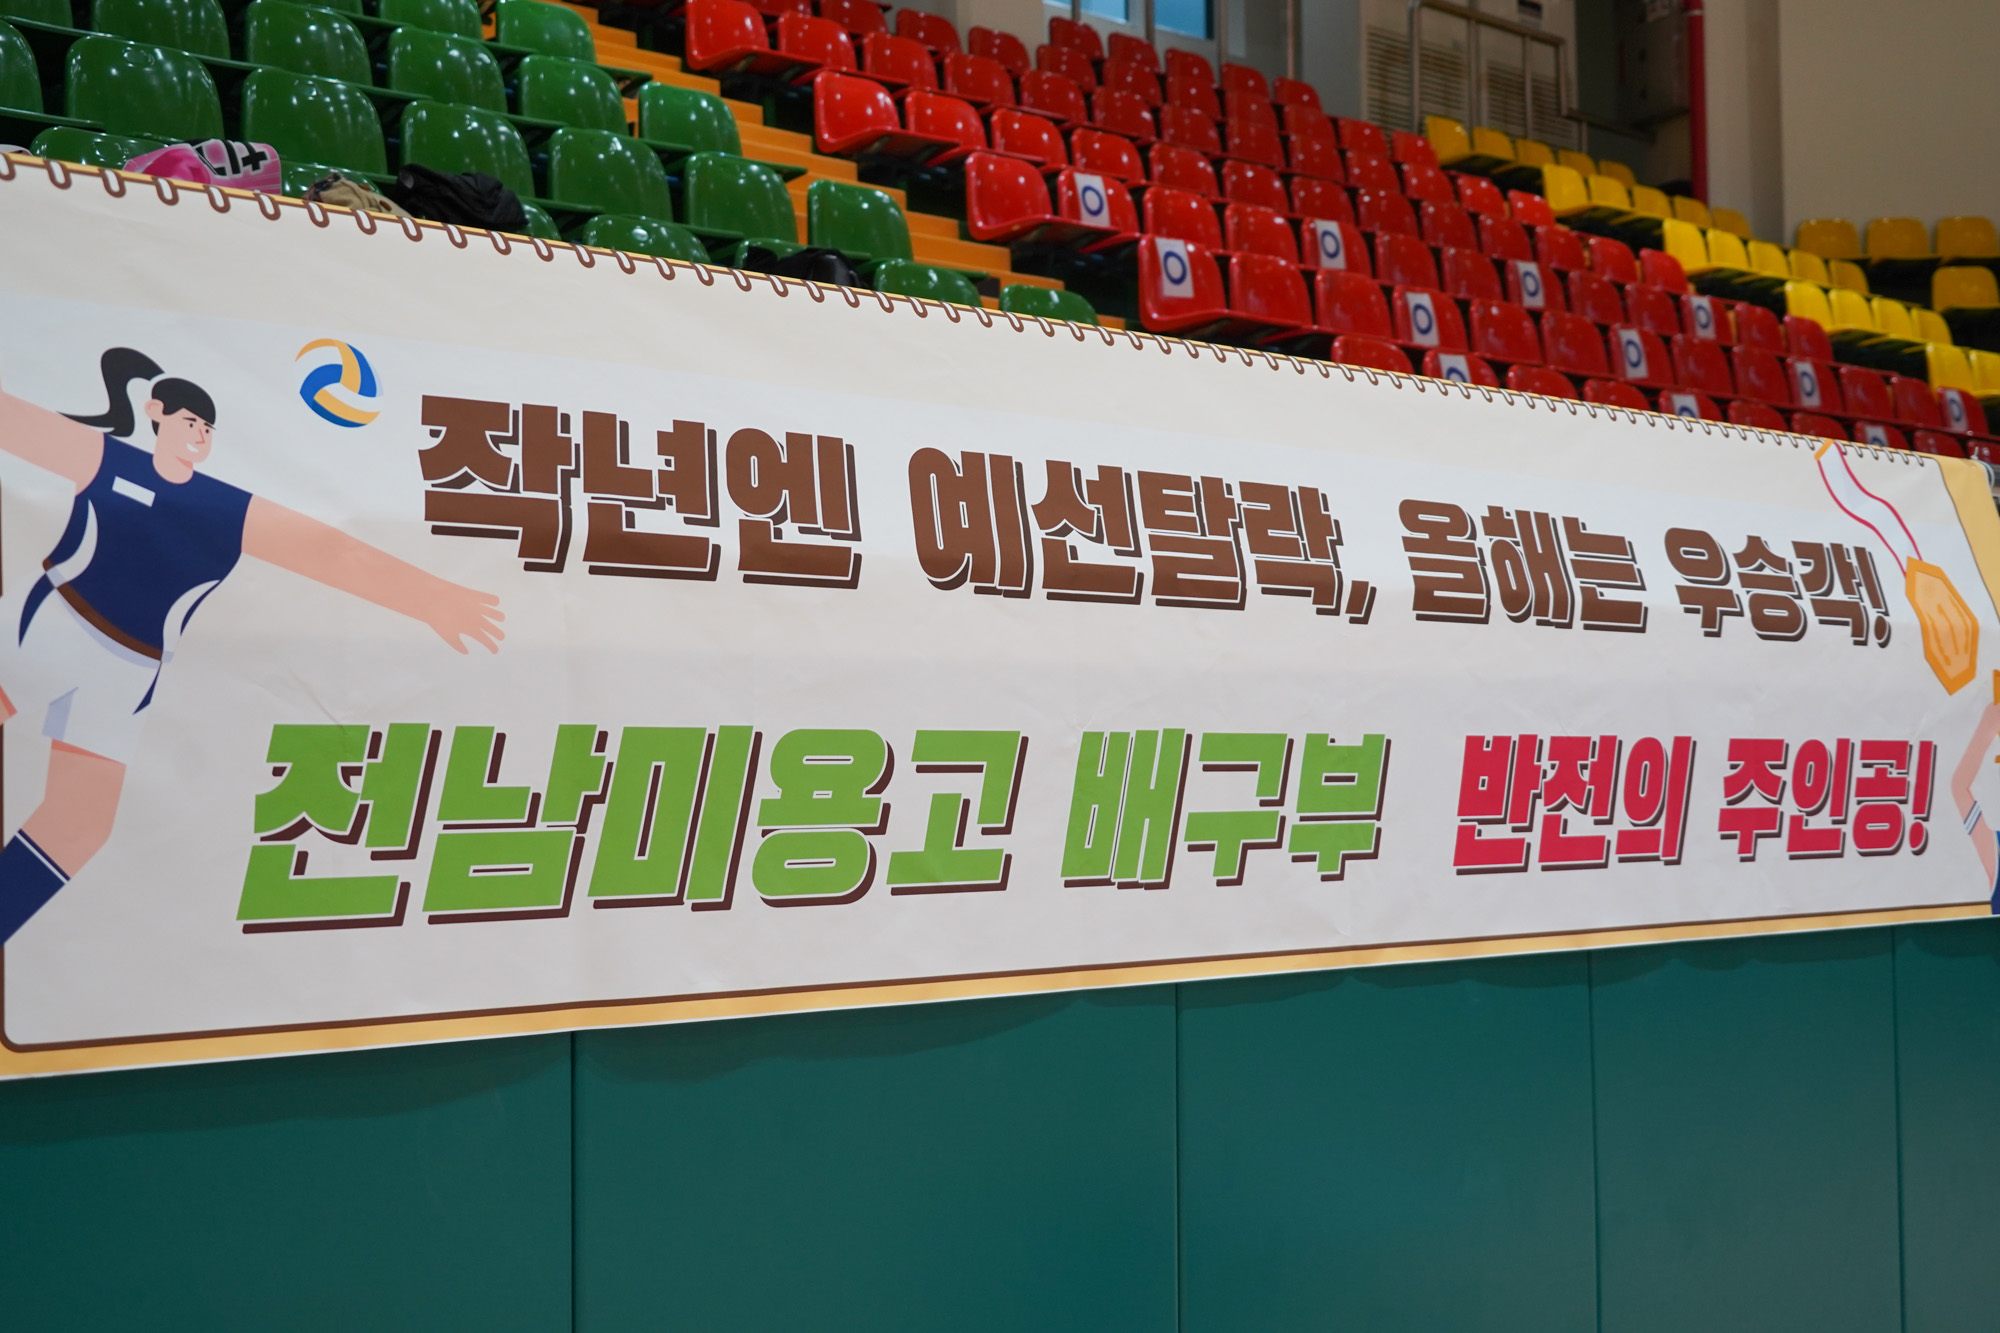 작년엔 예선탈락, 올해는 우승각!
전남미용고 배구부 반전의 주인공!